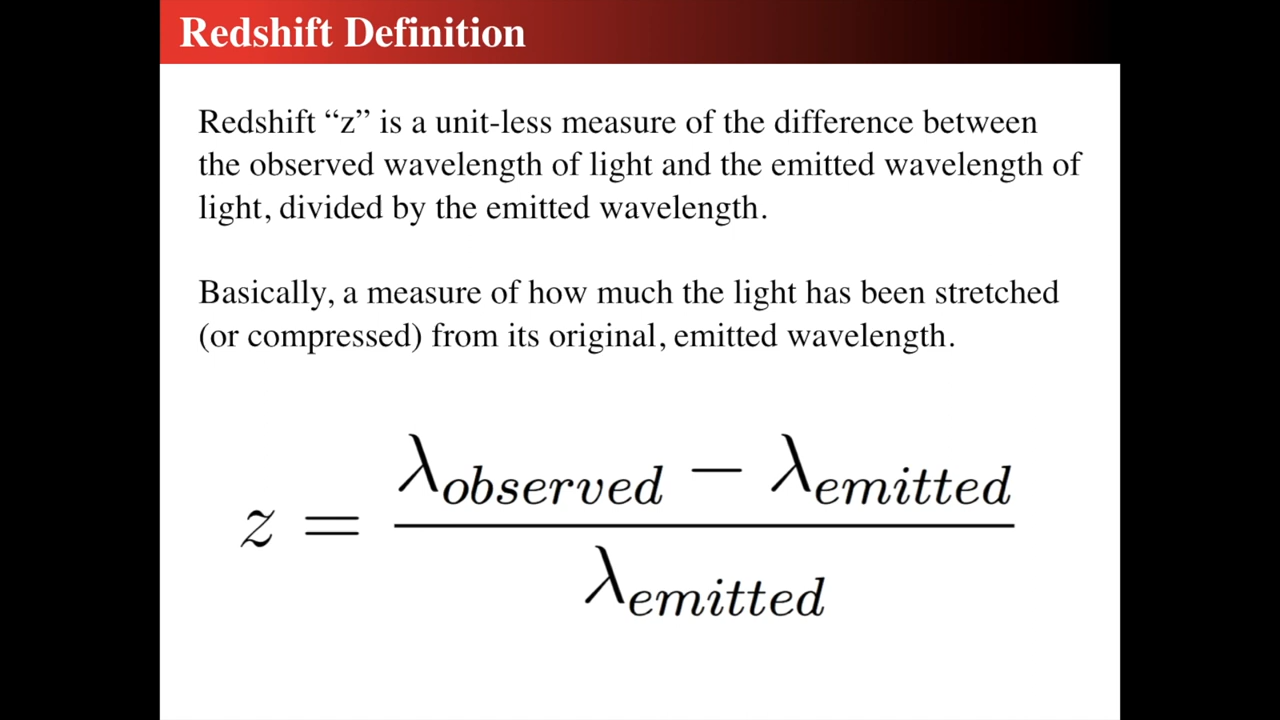 Redshift Definition
Redshift “z” is a unit-less measure of the difference between
the observed wavelength of light and the emitted wavelength of
light, divided by the emitted wavelength.
Basically, a measure of how much the light has been stretched
(or compressed) from its original, emitted wavelength.
λobserved − λemitted
z =
λemitted